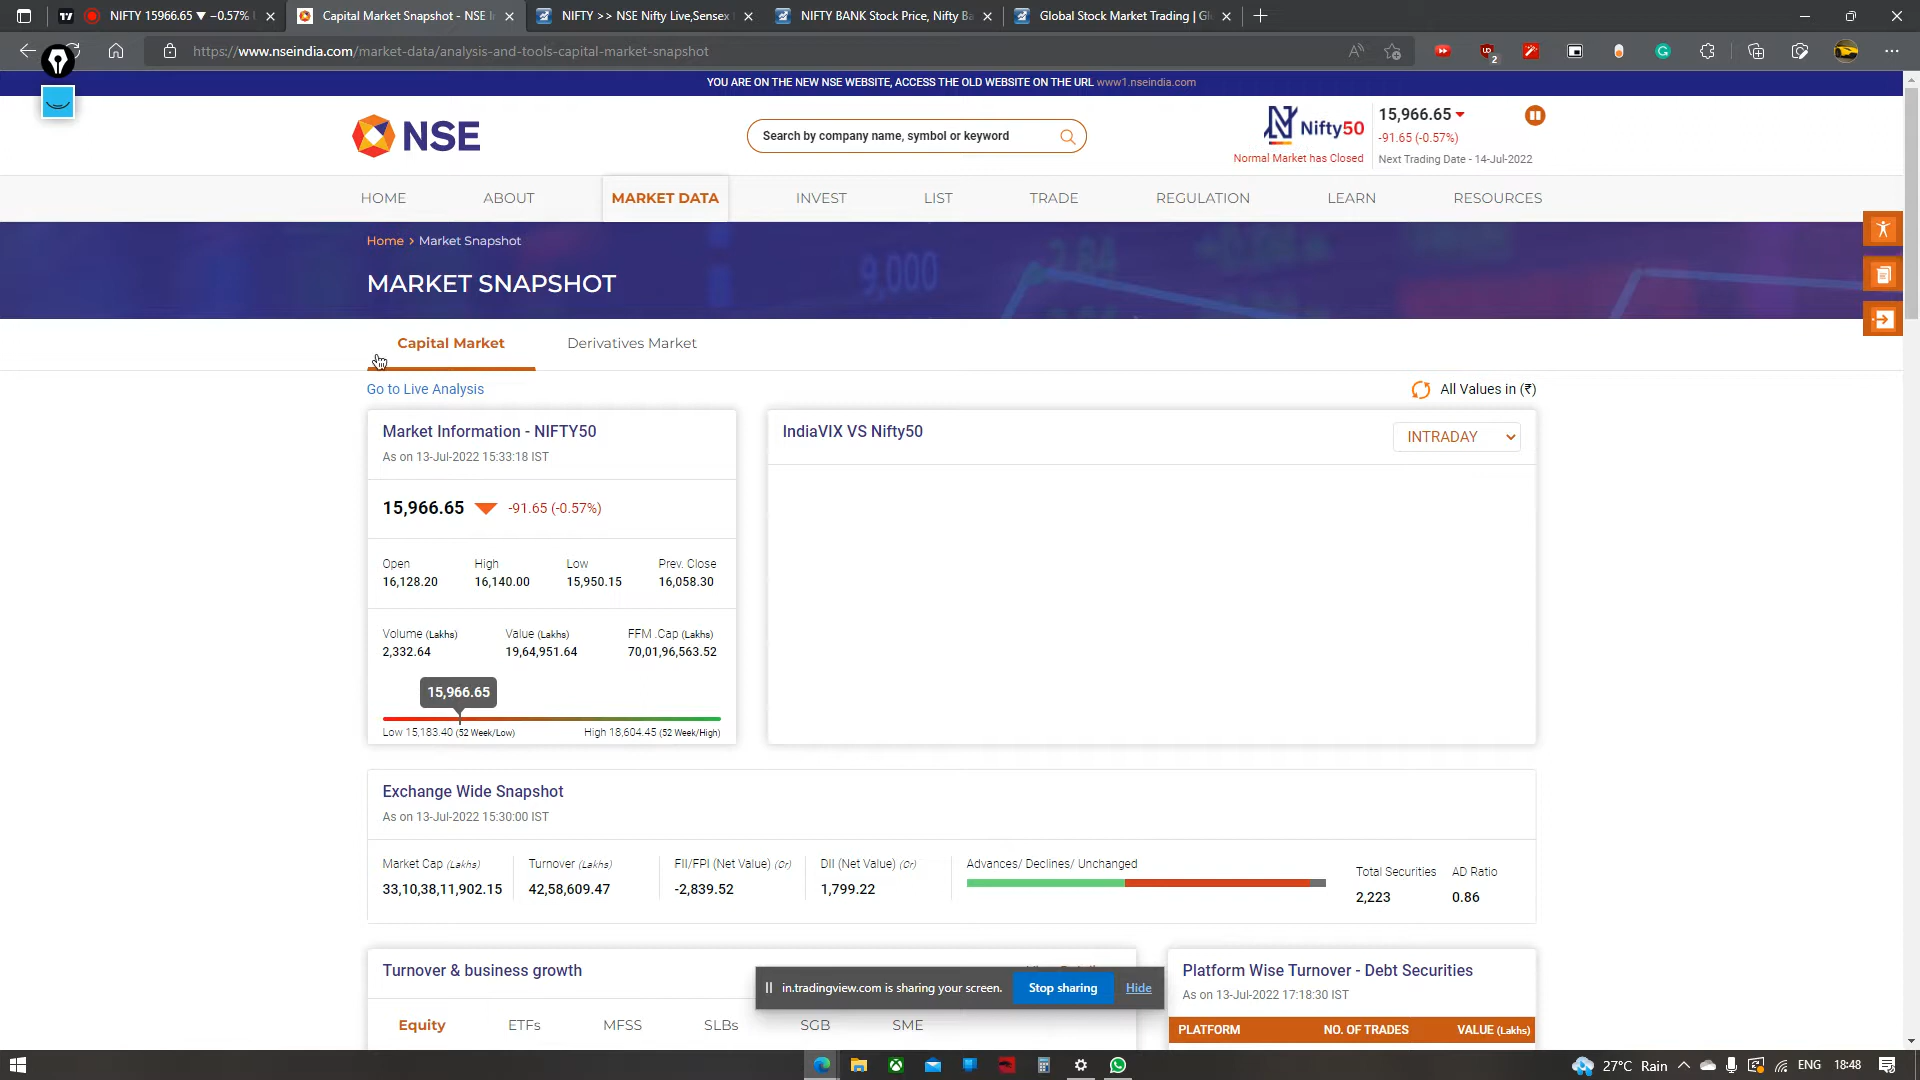 NIFTY 15966.65 ▼ −0.57%
Capital Market Snapshot - NSE I
NIFTY >> NSE Nifty Live,Sensex
NIFTY BANK Stock Price, Nifty Ba
Global Stock Market Trading | Gl
https://www.nseindia.com/market-data/analysis-and-tools-capital-market-snapshot
2
YOU ARE ON THE NEW NSE WEBSITE, ACCESS THE OLD WEBSITE ON THE URL www1.nseindia.com
NSE
Search by company name, symbol or keyword
Nifty50
15,966.65
-91.65 (-0.57%)
Normal Market has Closed
Next Trading Date - 14-Jul-2022
HOME ABOUT MARKET DATA INVEST LIST TRADE REGULATION LEARN RESOURCES
Home > Market Snapshot
MARKET SNAPSHOT
9,000
2.84
Capital Market Derivatives Market
Go to Live Analysis
All Values in (₹)
Market Information - NIFTY50
As on 13-Jul-2022 15:33:18 IST
15,966.65 -91.65 (-0.57%)
Open High Low Prev. Close
16,128.20 16,140.00 15,950.15 16,058.30
Volume (Lakhs) Value (Lakhs) FFM .Cap (Lakhs)
2,332.64 19,64,951.64 70,01,96,563.52
15,966.65
Low 15,183.40 (52 Week/Low) High 18,604.45 (52 Week/High)
IndiaVIX VS Nifty50
INTRADAY
Exchange Wide Snapshot
As on 13-Jul-2022 15:30:00 IST
Market Cap (Lakhs) Turnover (Lakhs) FII/FPI (Net Value) (Cr) DII (Net Value) (Cr) Advances/ Declines/ Unchanged Total Securities AD Ratio
33,10,38,11,902.15 42,58,609.47 -2,839.52 1,799.22 2,223 0.86
Turnover & business growth
Equity ETFs MFSS SLBs SGB SME
Platform Wise Turnover - Debt Securities
As on 13-Jul-2022 17:18:30 IST
PLATFORM NO. OF TRADES VALUE (Lakhs)
in.tradingview.com is sharing your screen. Stop sharing Hide
27°C Rain ENG 18:48